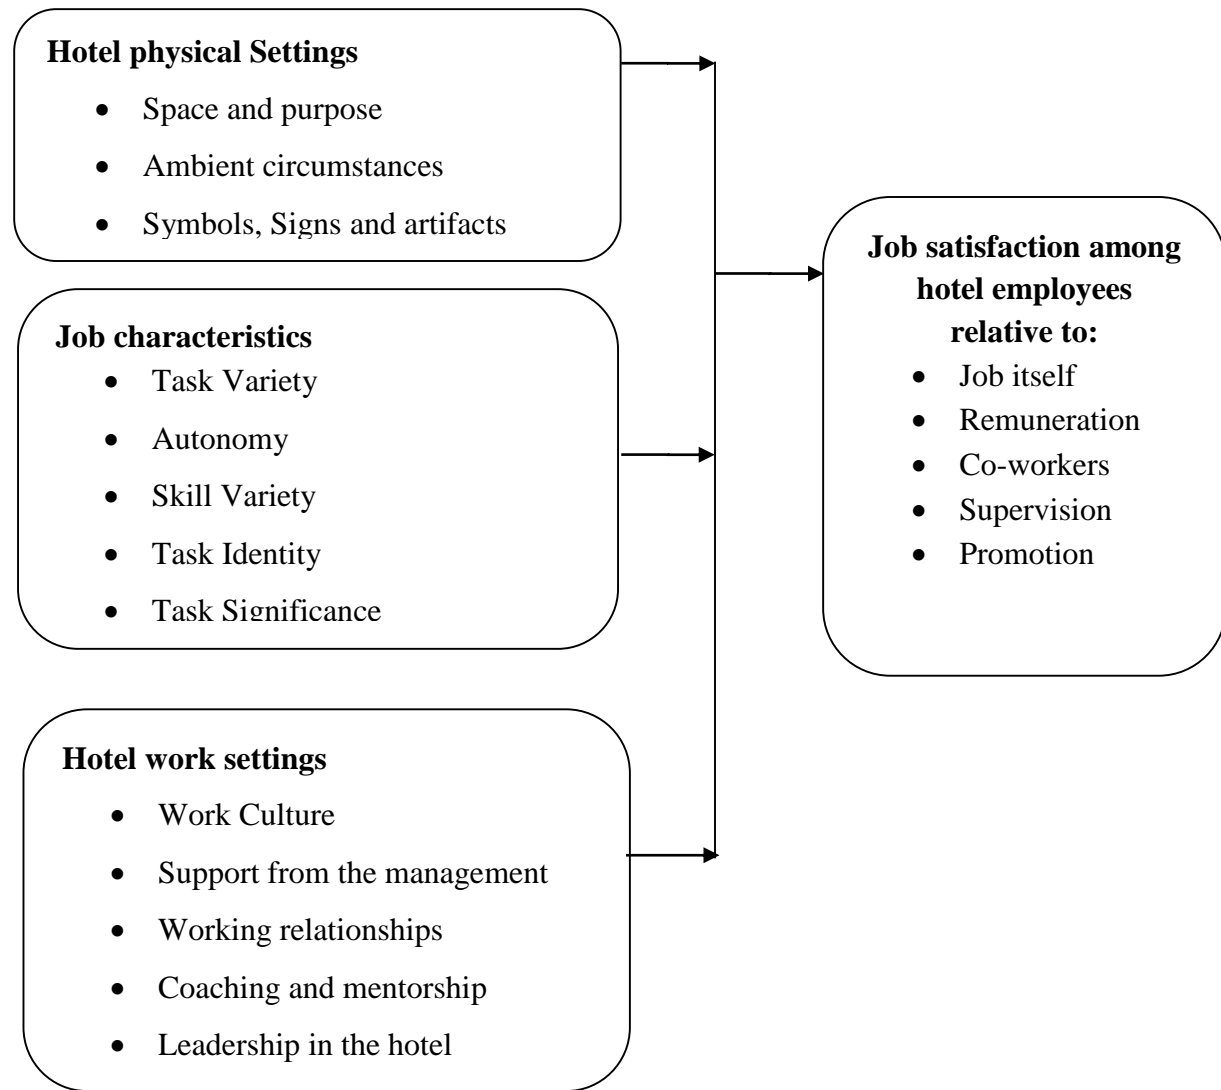 Hotel physical Settings
• Space and purpose
• Ambient circumstances
• Symbols, Signs and artifacts
Job characteristics
• Task Variety
• Autonomy
• Skill Variety
• Task Identity
• Task Significance
Hotel work settings
• Work Culture
• Support from the management
• Working relationships
• Coaching and mentorship
• Leadership in the hotel
Job satisfaction among
hotel employees
relative to:
• Job itself
• Remuneration
• Co-workers
• Supervision
• Promotion